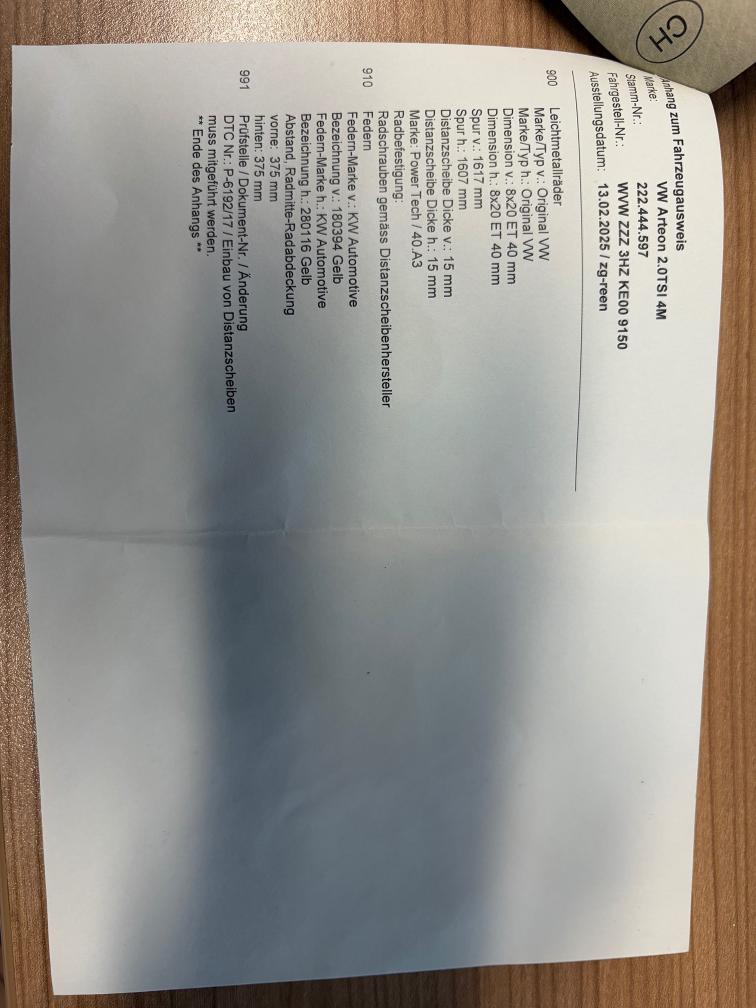 CH
Anhang zum Fahrzeugausweis
Marke: VW Arteon 2.0TSI 4M
Stamm-Nr.: 222.444.597
Fahrgestell-Nr.: WVW ZZZ 3HZ KE00 9150
Ausstellungsdatum: 13.02.2025 / zg-reen
900 Leichtmetallräder
Marke/Typ v.: Original VW
Marke/Typ h.: Original VW
Dimension v.: 8x20 ET 40 mm
Dimension h.: 8x20 ET 40 mm
Spur v.: 1617 mm
Spur h.: 1607 mm
Distanzscheibe Dicke v.: 15 mm
Distanzscheibe Dicke h.: 15 mm
Marke: Power Tech / 40.A3
Radbefestigung:
Radschrauben gemäss Distanzscheibenhersteller
910 Federn
Federn-Marke v.: KW Automotive
Bezeichnung v.: 180394 Gelb
Federn-Marke h.: KW Automotive
Bezeichnung h.: 280116 Gelb
Abstand, Radmitte-Radabdeckung
vorne: 375 mm
hinten: 375 mm
991 Prüfstelle / Dokument-Nr. / Änderung
DTC Nr.: P-6192/17 / Einbau von Distanzscheiben
muss mitgeführt werden.
** Ende des Anhangs **